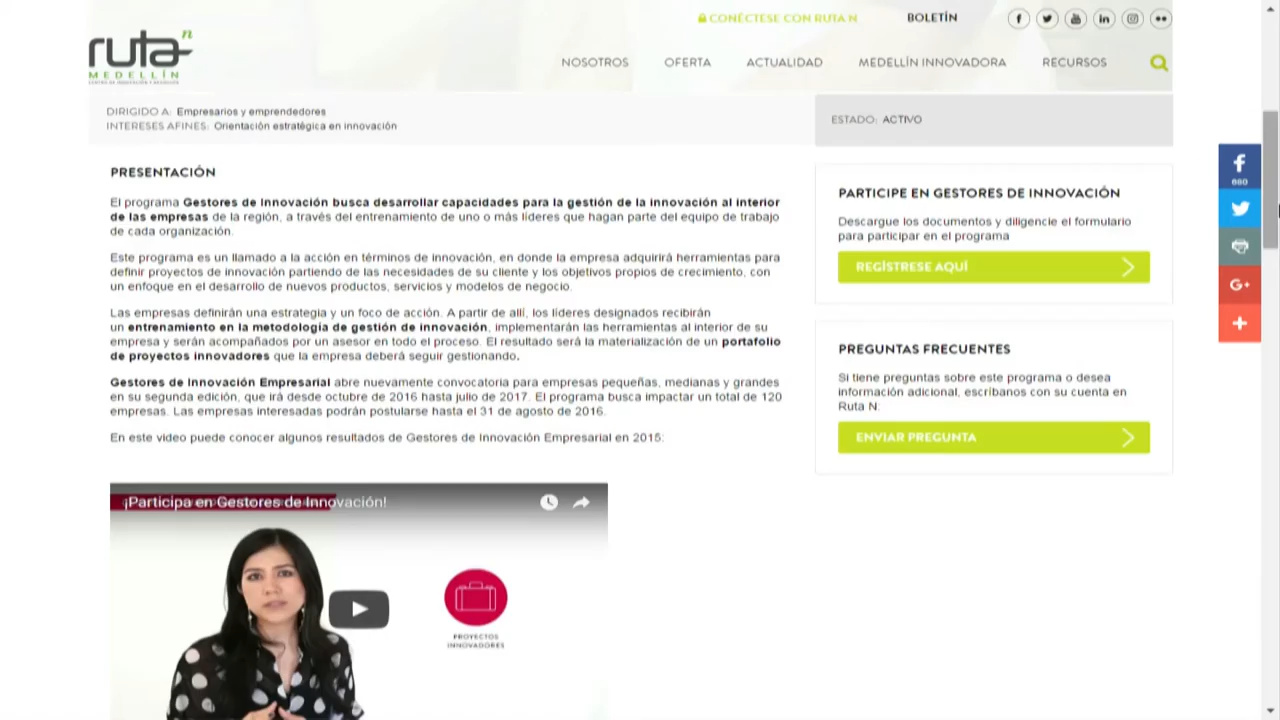 CONÉCTESE CON RUTA N
BOLETÍN
ruta n
MEDELLÍN
NOSOTROS
OFERTA
ACTUALIDAD
MEDELLÍN INNOVADORA
RECURSOS
DIRIGIDO A: Empresarios y emprendedores
INTERESES AFINES: Orientación estratégica en innovación
ESTADO: ACTIVO
PRESENTACIÓN
El programa Gestores de Innovación busca desarrollar capacidades para la gestión de la innovación al interior
de las empresas de la región, a través del entrenamiento de uno o más líderes que hagan parte del equipo de trabajo
de cada organización.
Este programa es un llamado a la acción en términos de innovación, en donde la empresa adquirirá herramientas para
definir proyectos de innovación partiendo de las necesidades de su cliente y los objetivos propios de crecimiento, con
un enfoque en el desarrollo de nuevos productos, servicios y modelos de negocio.
Las empresas definirán una estrategia y un foco de acción. A partir de allí, los líderes designados recibirán
un entrenamiento en la metodología de gestión de innovación, implementarán las herramientas al interior de su
empresa y serán acompañados por un asesor en todo el proceso. El resultado será la materialización de un portafolio
de proyectos innovadores que la empresa deberá seguir gestionando.
Gestores de Innovación Empresarial abre nuevamente convocatoria para empresas pequeñas, medianas y grandes
en su segunda edición, que irá desde octubre de 2016 hasta julio de 2017. El programa busca impactar un total de 120
empresas. Las empresas interesadas podrán postularse hasta el 31 de agosto de 2016.
En este video puede conocer algunos resultados de Gestores de Innovación Empresarial en 2015:
¡Participa en Gestores de Innovación!
PROYECTOS
INNOVADORES
PARTICIPE EN GESTORES DE INNOVACIÓN
Descargue los documentos y diligencie el formulario
para participar en el programa
REGÍSTRESE AQUÍ
PREGUNTAS FRECUENTES
Si tiene preguntas sobre este programa o desea
información adicional, escríbanos con su cuenta en
Ruta N.
ENVIAR PREGUNTA
660